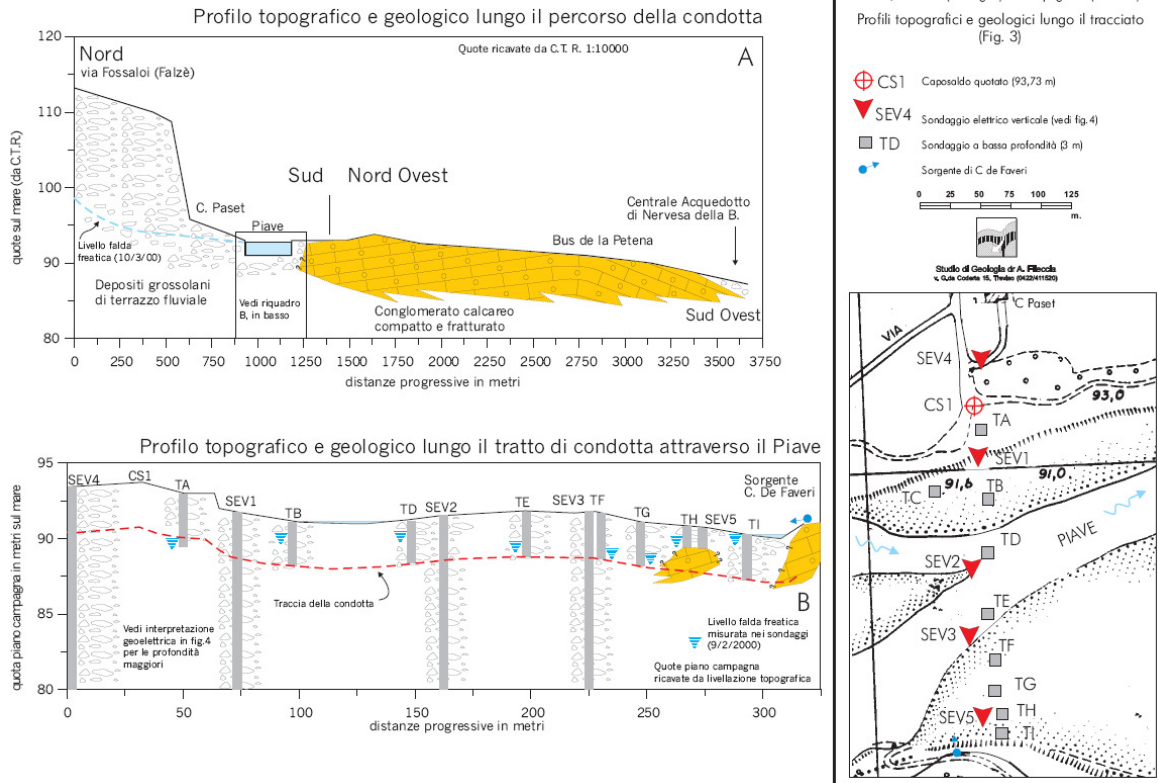 Profilo topografico e geologico lungo il percorso della condotta
120
110
100
90
80
quote sul mare (da C.T.R.)
Nord
via Fossaloi (Falzè)
Quote ricavate da C.T. R. 1:10000
A
Sud
Nord Ovest
C. Paset
Piave
Livello falda
freatica (10/3/00)
Depositi grossolani
di terrazzo fluviale
Vedi riquadro
B, in basso
Conglomerato calcareo
compatto e fratturato
Bus de la Petena
Centrale Acquedotto
di Nervesa della B.
Sud Ovest
0 250 500 750 1000 1250 1500 1750 2000 2250 2500 2750 3000 3250 3500 3750
distanze progressive in metri
Profilo topografico e geologico lungo il tratto di condotta attraverso il Piave
95
90
85
80
quota piano campagna in metri sul mare
SEV4
CS1
TA
SEV1
TB
TD
SEV2
TE
SEV3
TF
TG
TH
SEV5
TI
Sorgente
C. De Faveri
B
Traccia della condotta
Vedi interpretazione
geoelettrica in fig.4
per le profondità
maggiori
Livello falda freatica
misurata nei sondaggi
(9/2/2000)
Quote piano campagna
ricavate da livellazione topografica
0 50 100 150 200 250 300
distanze progressive in metri
Profili topografici e geologici lungo il tracciato
(Fig. 3)
CS1 Caposaldo quotato (93,73 m)
SEV4 Sondaggio elettrico verticale (vedi fig.4)
TD Sondaggio a bassa profondità (3 m)
Sorgente di C de Faveri
0 25 50 75 100 125
m.
Studio di Geologia dr A. Fileccia
v. G.da Coderta 15, Treviso (0422/411520)
C Paset
VIA
SEV4
CS1
93,0
TA
SEV1
91,6
91,0
TC
TB
PIAVE
TD
SEV2
TE
SEV3
TF
TG
TH
SEV5
TI